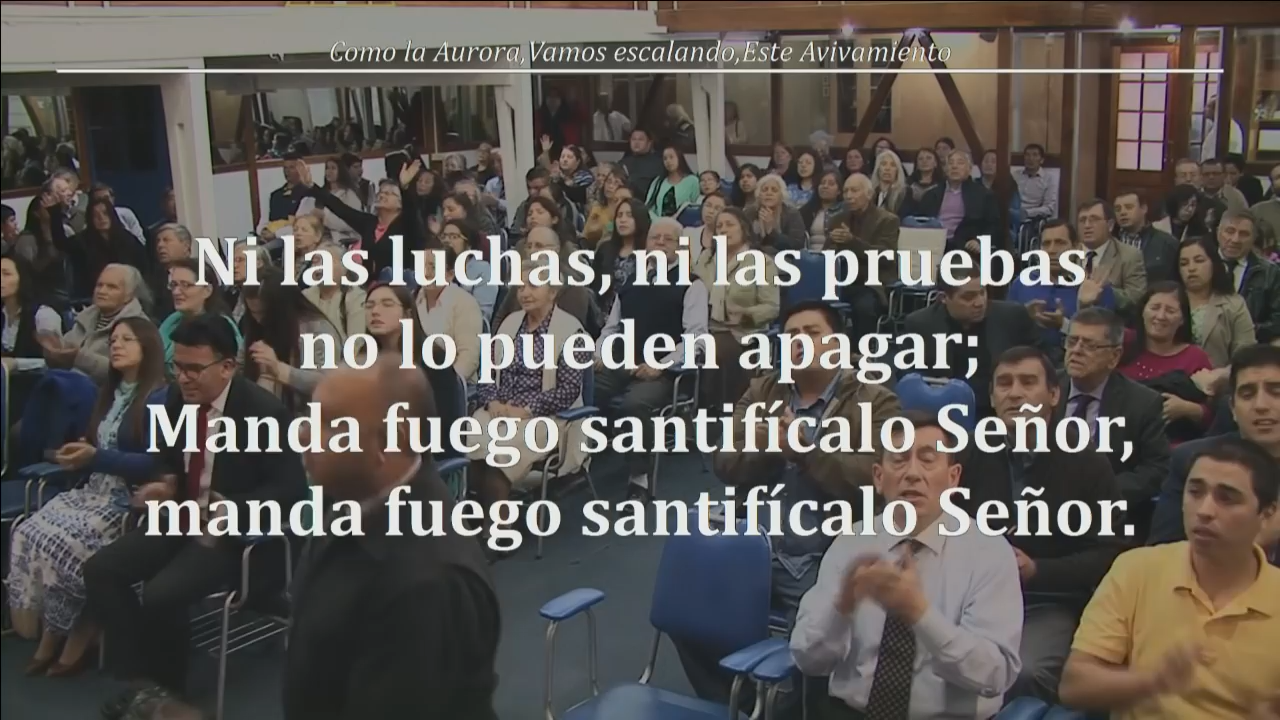 Como la Aurora,Vamos escalando,Este Avivamiento
Ni las luchas, ni las pruebas
no lo pueden apagar;
Manda fuego santifícalo Señor,
manda fuego santifícalo Señor.